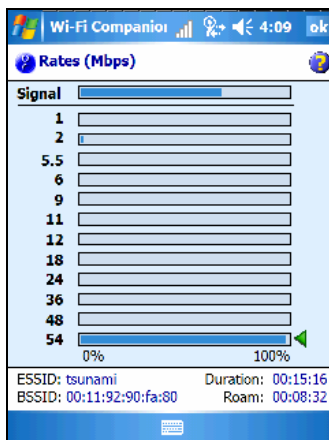 Wi-Fi Companion 4:09 ok
Rates (Mbps)
Signal
1
2
5.5
6
9
11
12
18
24
36
48
54
0% 100%
ESSID: tsunami Duration: 00:15:16
BSSID: 00:11:92:90:fa:80 Roam: 00:08:32